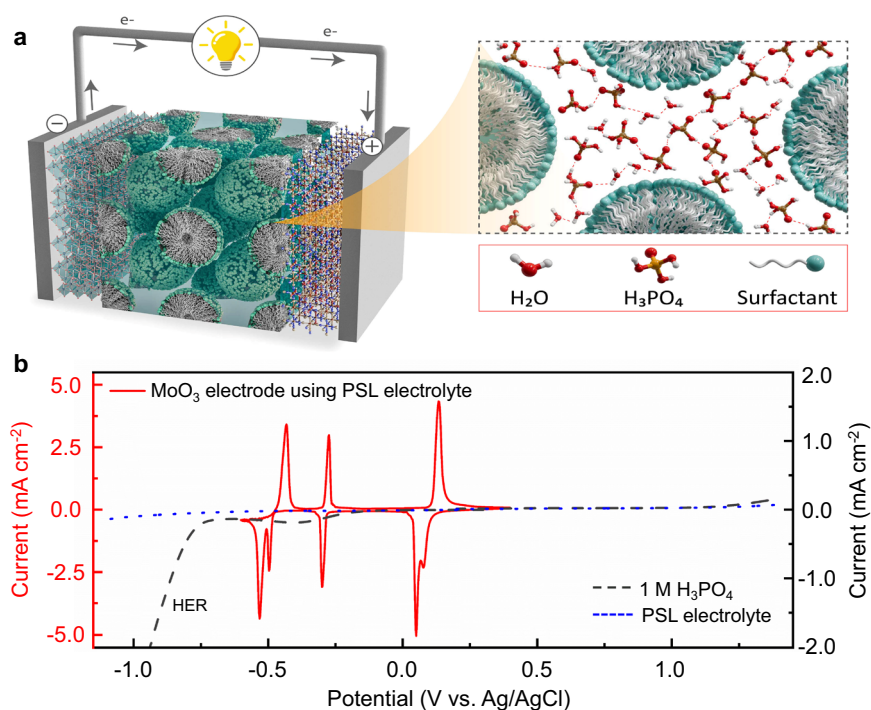 a
e-
e-
−
+
H₂O
H₃PO₄
Surfactant
b
5.0
2.5
0.0
-2.5
-5.0
Current (mA cm⁻²)
MoO₃ electrode using PSL electrolyte
HER
1 M H₃PO₄
PSL electrolyte
2.0
1.0
0.0
-1.0
-2.0
Current (mA cm⁻²)
-1.0 -0.5 0.0 0.5 1.0
Potential (V vs. Ag/AgCl)